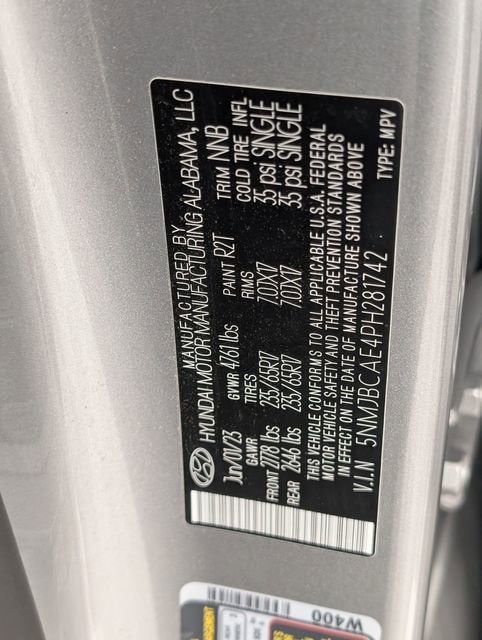 MANUFACTURED BY
HYUNDAI MOTOR MANUFACTURING ALABAMA, LLC
Jun/01/23 GVWR 4761 lbs PAINT R2T TRIM NNB
GAWR TIRES RIMS COLD TIRE INFL
FRONT 2778 lbs 235/65R17 7.0JX17 35 psi SINGLE
REAR 2646 lbs 235/65R17 7.0JX17 35 psi SINGLE
THIS VEHICLE CONFORMS TO ALL APPLICABLE U.S.A. FEDERAL
MOTOR VEHICLE SAFETY AND THEFT PREVENTION STANDARDS
IN EFFECT ON THE DATE OF MANUFACTURE SHOWN ABOVE
V.I.N 5NMJBCAE4PH281742 TYPE: MPV
W400